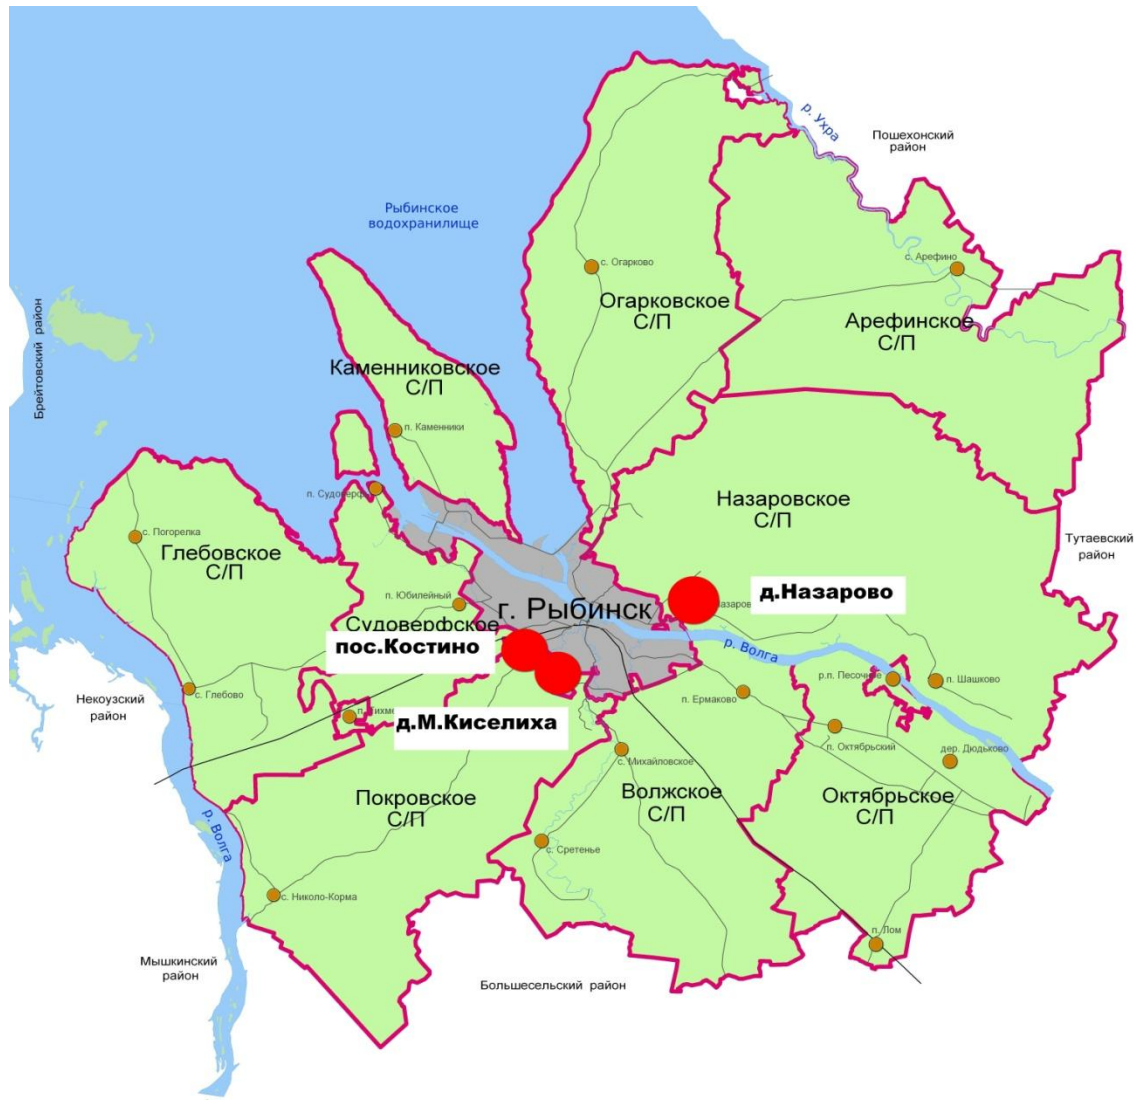 р. Ухра
Пошехонский
район
Рыбинское
водохранилище
с. Арефино
с. Огарково
Огарковское
С/П
Арефинское
С/П
Брейтовский район
Каменниковское
С/П
п. Каменники
п. Судоверфь
Назаровское
С/П
с. Погорелка
Глебовское
С/П
Тутаевский
район
п. Юбилейный
д.Назарово
г. Рыбинск
Судоверфское
пос.Костино
р. Волга
р.п. Песочные
п. Шашково
с. Глебово
п. Ермаково
Некоузский
район
д.М.Киселиха
п. Октябрьский
дер. Дюдьково
с. Михайловское
Покровское
С/П
Волжское
С/П
Октябрьское
С/П
р. Волга
с. Сретенье
с. Николо-Корма
п. Лом
Мышкинский
район
Большесельский район